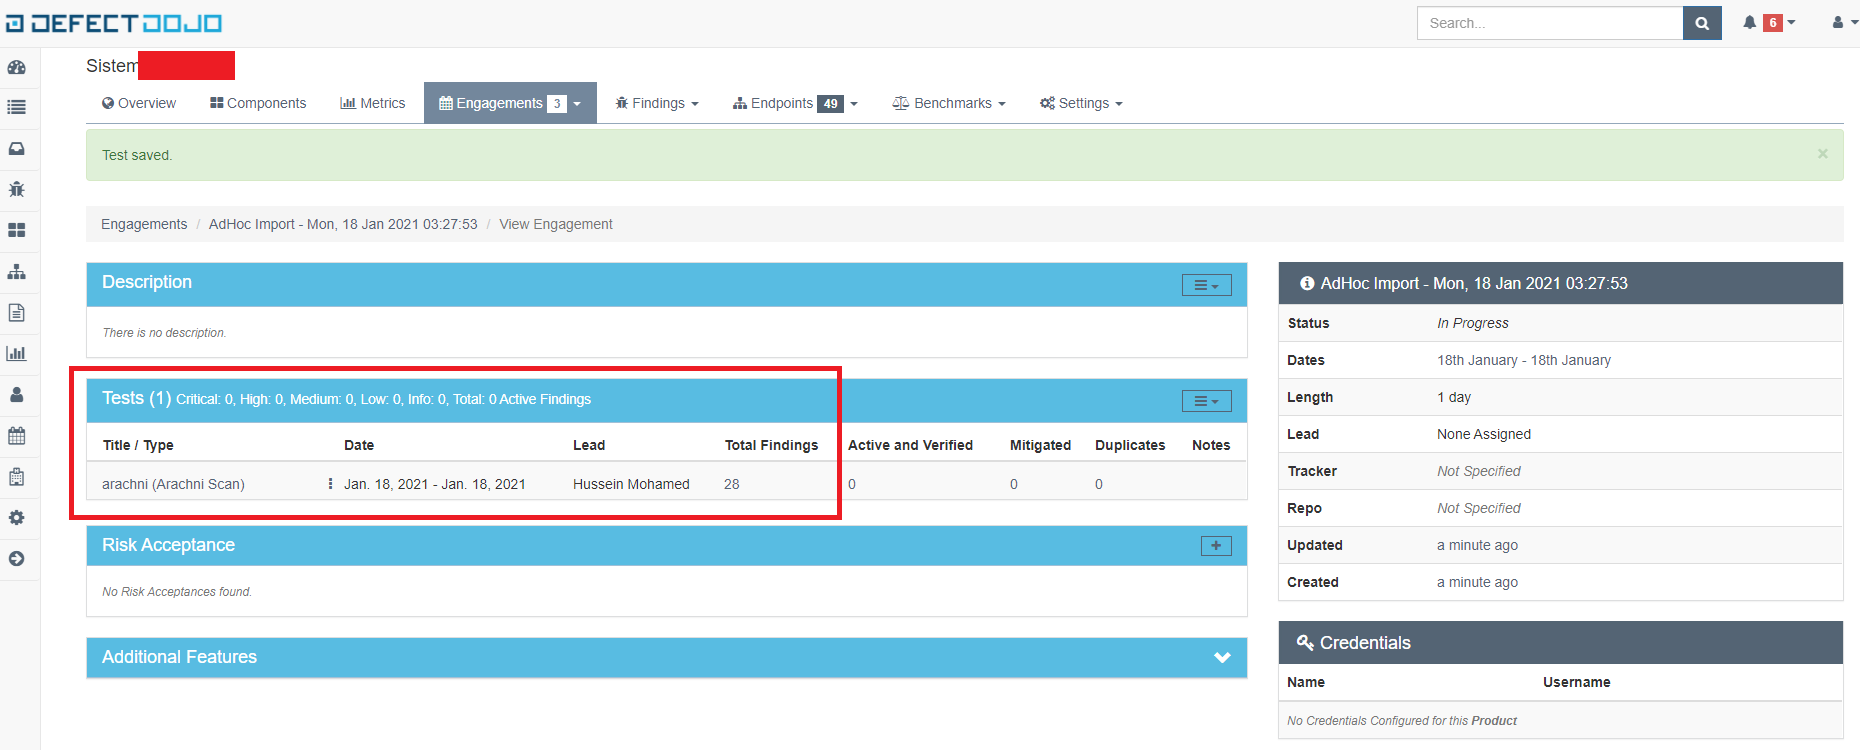 DEFECTDOJO
Search...
6
Sistem
Overview
Components
Metrics
Engagements 3
Findings
Endpoints 49
Benchmarks
Settings
Test saved.
×
Engagements / AdHoc Import - Mon, 18 Jan 2021 03:27:53 / View Engagement
Description
There is no description.
Tests (1) Critical: 0, High: 0, Medium: 0, Low: 0, Info: 0, Total: 0 Active Findings
Title / Type Date Lead Total Findings Active and Verified Mitigated Duplicates Notes
arachni (Arachni Scan) Jan. 18, 2021 - Jan. 18, 2021 Hussein Mohamed 28 0 0 0
Risk Acceptance
No Risk Acceptances found.
Additional Features
AdHoc Import - Mon, 18 Jan 2021 03:27:53
Status In Progress
Dates 18th January - 18th January
Length 1 day
Lead None Assigned
Tracker Not Specified
Repo Not Specified
Updated a minute ago
Created a minute ago
Credentials
Name Username
No Credentials Configured for this Product